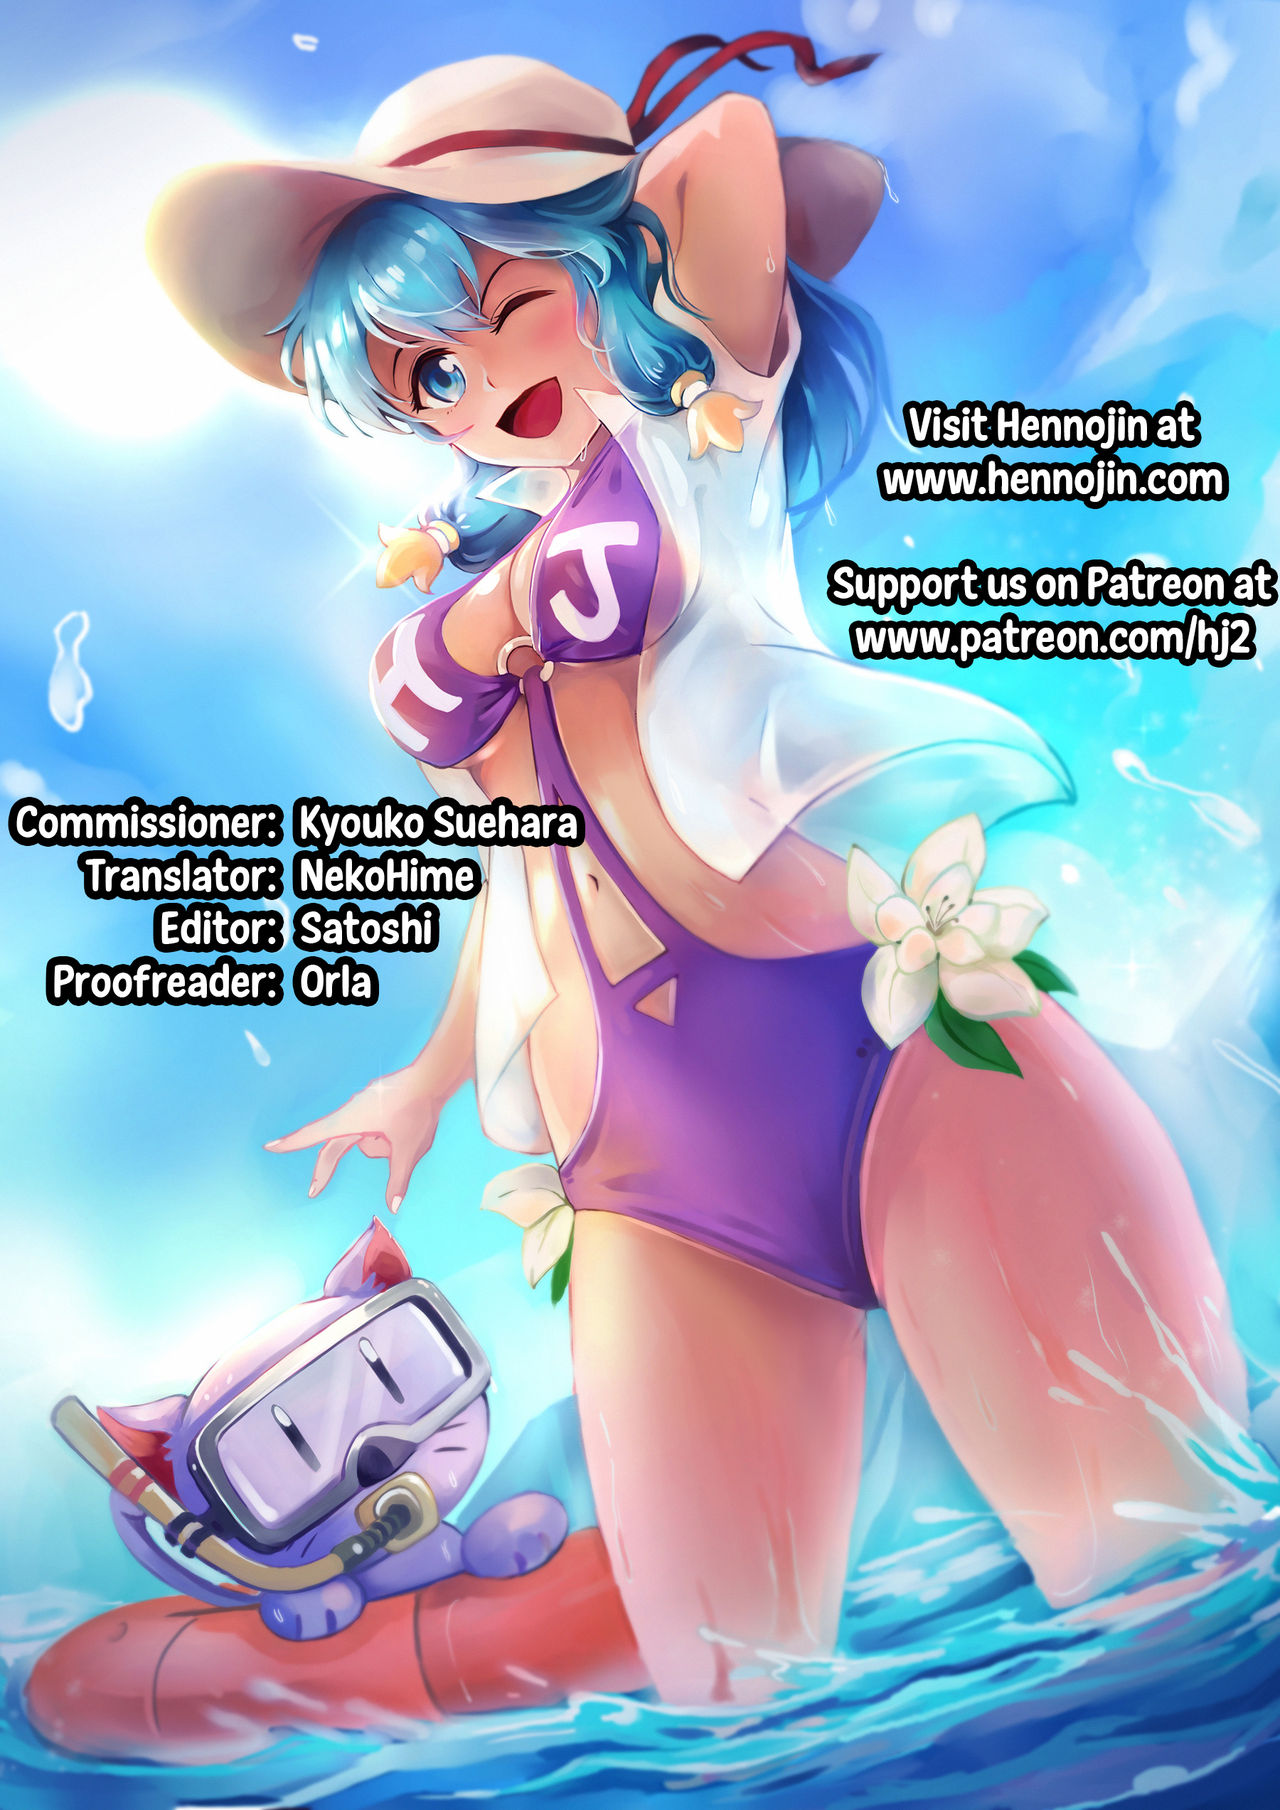 Visit Hennojin at
www.hennojin.com
Support us on Patreon at
www.patreon.com/hj2
H J
Commissioner: Kyouko Suehara
Translator: NekoHime
Editor: Satoshi
Proofreader: Orla